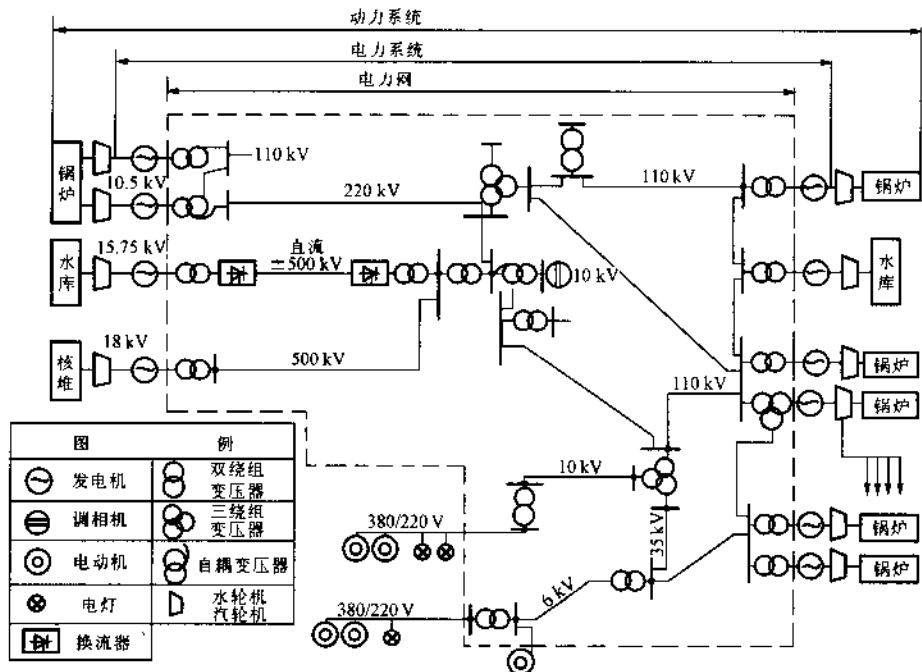 动力系统
电力系统
电力网
锅炉
10.5 kV
110 kV
220 kV
110 kV
锅炉
水库
15.75 kV
直流
±500 kV
10 kV
水库
核堆
18 kV
500 kV
110 kV
锅炉
锅炉
10 kV
35 kV
380/220 V
锅炉
锅炉
6 kV
380/220 V
图 例
发电机
双绕组
变压器
调相机
三绕组
变压器
电动机
自耦变压器
电灯
水轮机
汽轮机
换流器